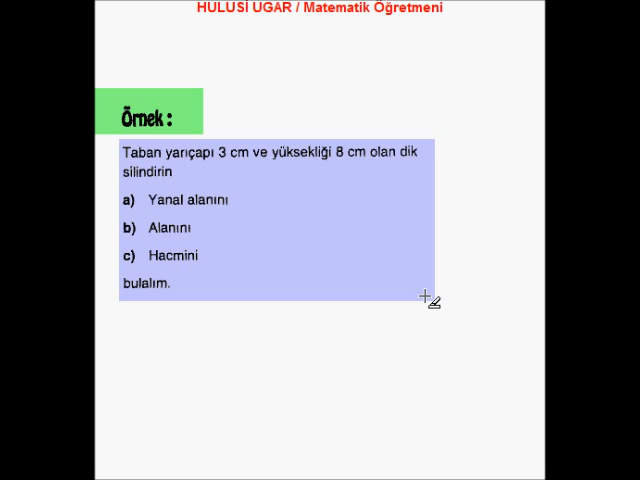 HULUSİ UGAR / Matematik Öğretmeni
Örnek :
Taban yarıçapı 3 cm ve yüksekliği 8 cm olan dik
silindirin
a) Yanal alanını
b) Alanını
c) Hacmini
bulalım.